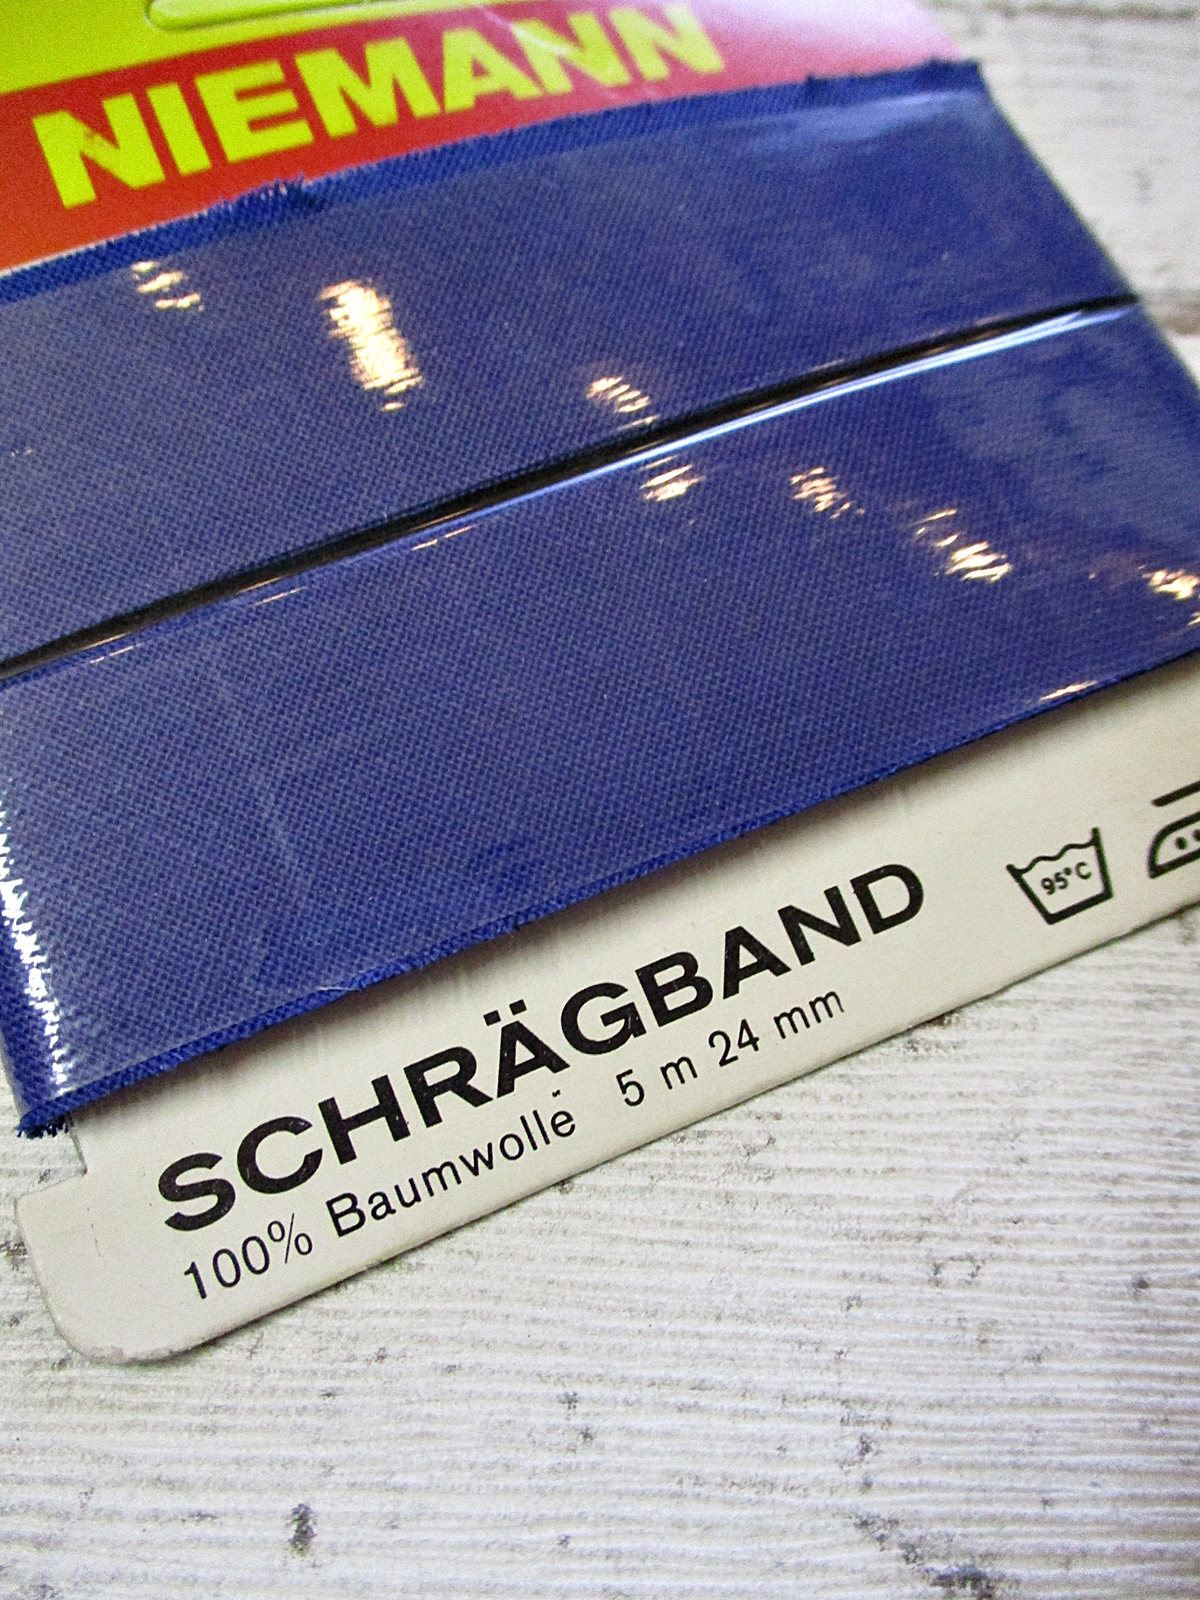 NIEMANN
SCHRÄGBAND
100% Baumwolle 5 m 24 mm
95°C